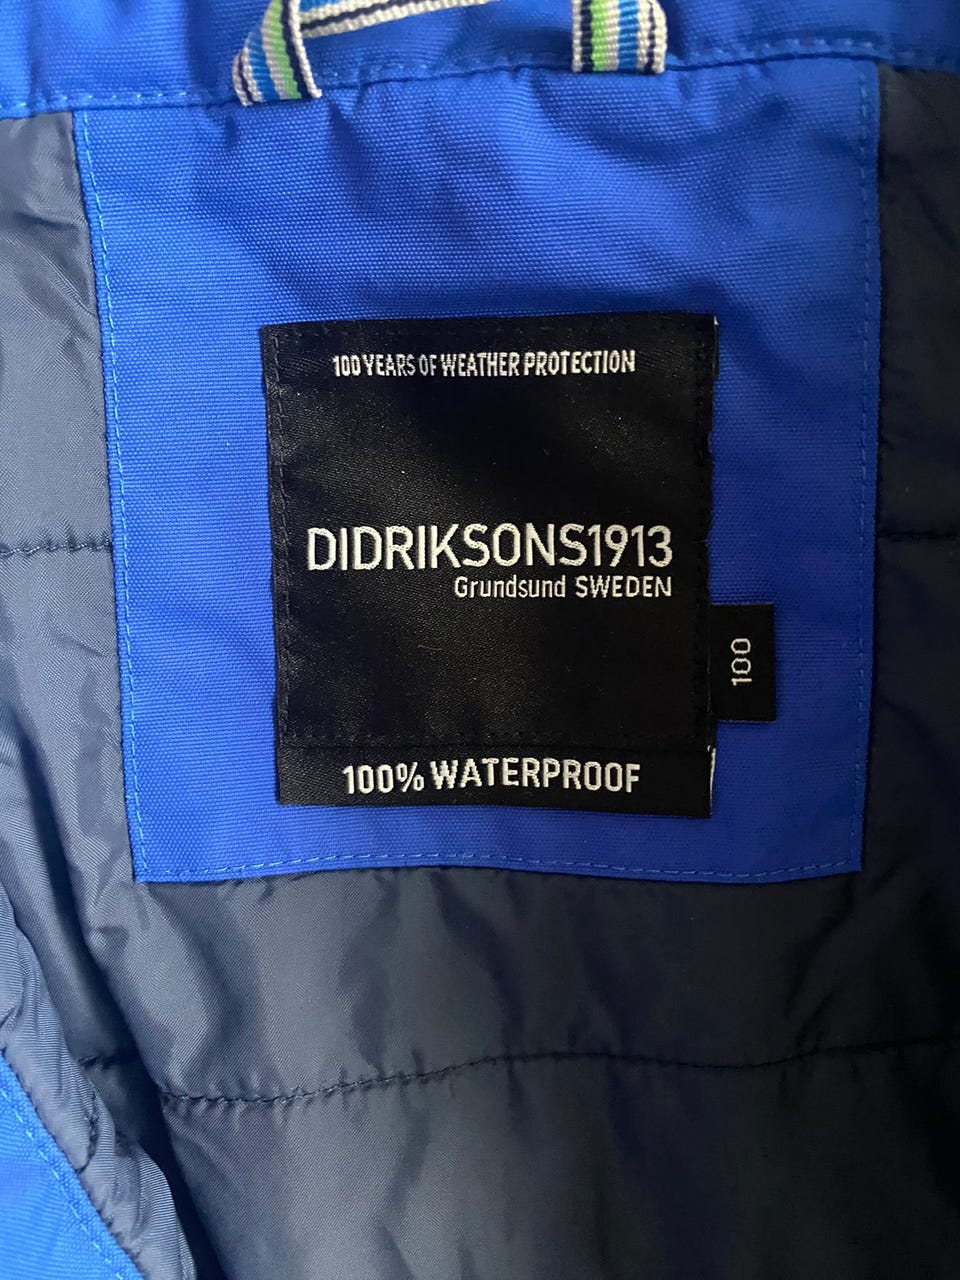 100 YEARS OF WEATHER PROTECTION
DIDRIKSONS1913
Grundsund SWEDEN
100
100% WATERPROOF